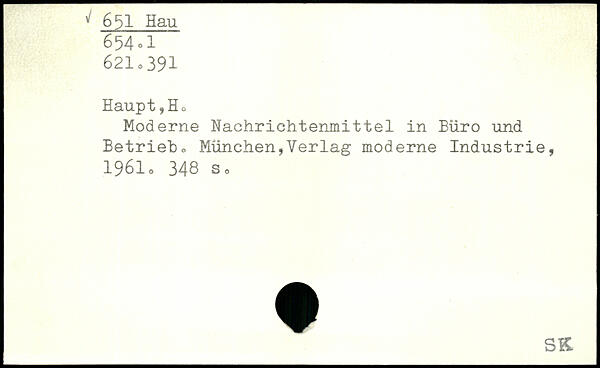 √ 651 Hau
654.1
621.391
Haupt,H.
Moderne Nachrichtenmittel in Büro und
Betrieb. München,Verlag moderne Industrie,
1961. 348 s.
SK